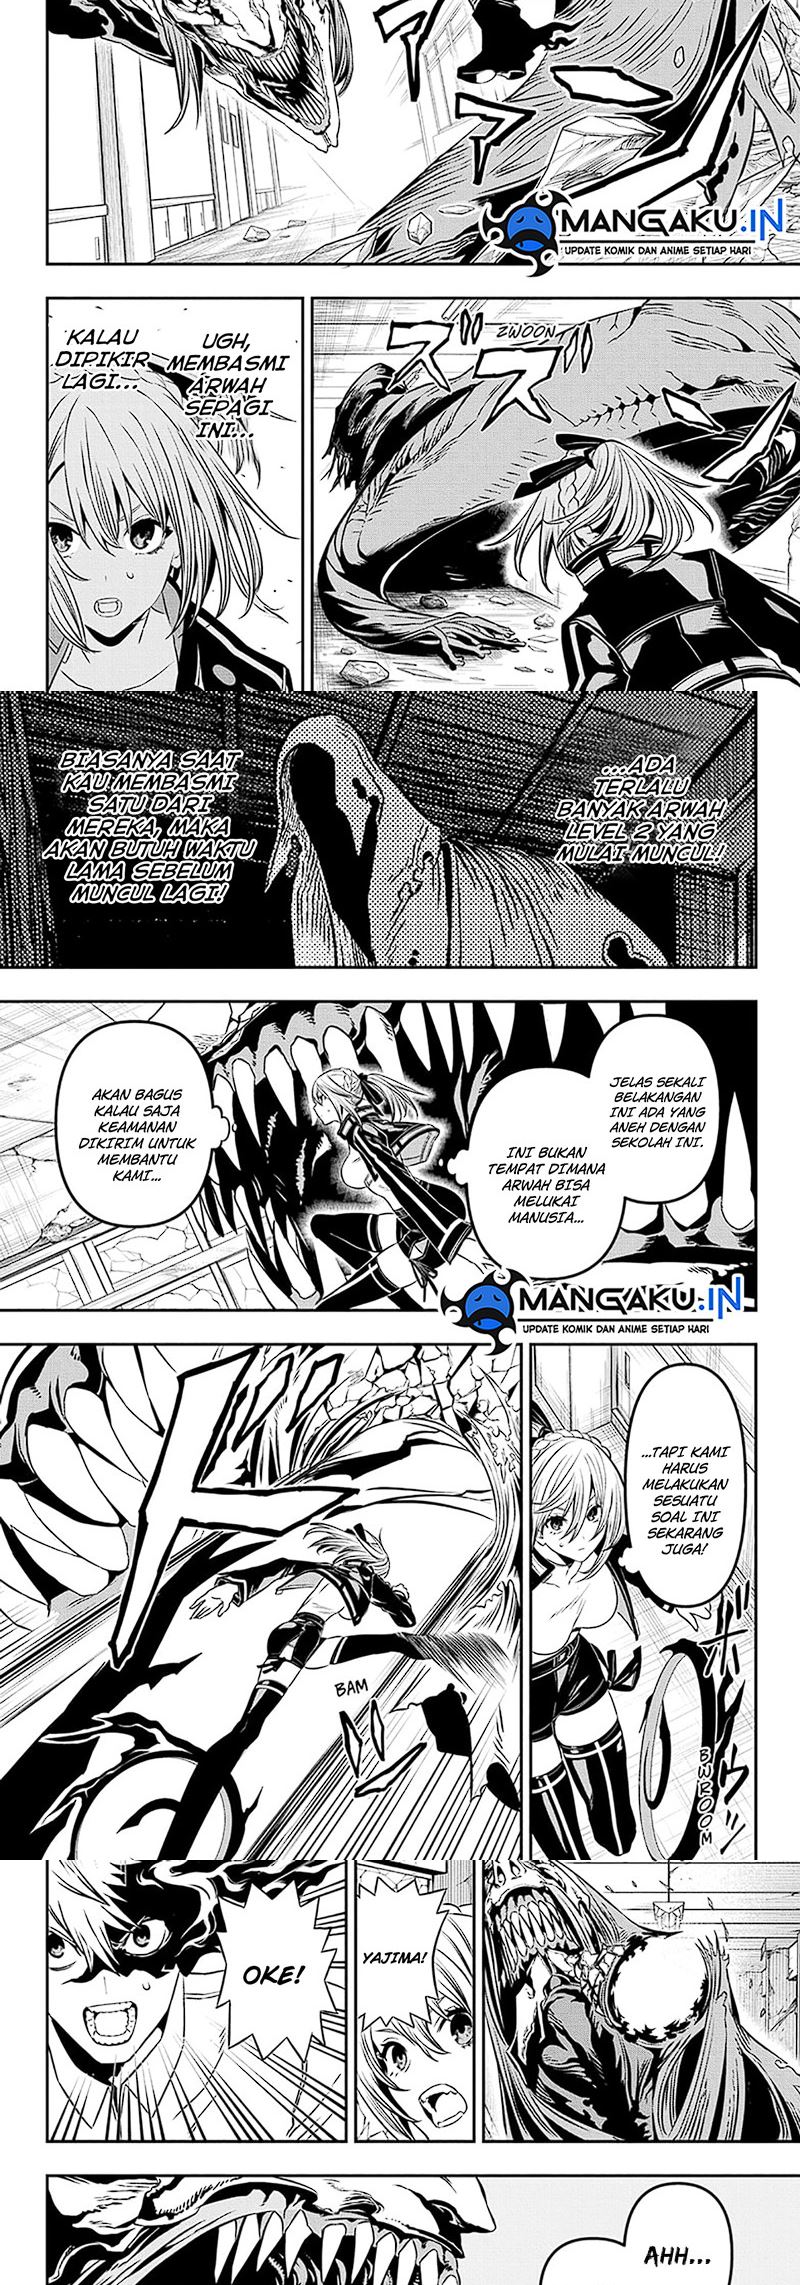 MANGAKU.IN
UPDATE KOMIK DAN ANIME SETIAP HARI
ズズ
ZWOON
UGH,
MEMBASMI
ARWAH
SEPAGI
INI...
KALAU
DIPIKIR
LAGI...
...ADA
TERLALU
BANYAK ARWAH
LEVEL 2 YANG
MULAI MUNCUL!
BIASANYA SAAT
KAU MEMBASMI
SATU DARI
MEREKA, MAKA
AKAN BUTUH WAKTU
LAMA SEBELUM
MUNCUL LAGI!
JELAS SEKALI
BELAKANGAN
INI ADA YANG
ANEH DENGAN
SEKOLAH INI.
INI BUKAN
TEMPAT DIMANA
ARWAH BISA
MELUKAI
MANUSIA...
AKAN BAGUS
KALAU SAJA
KEAMANAN
DIKIRIM UNTUK
MEMBANTU
KAMI...
MANGAKU.IN
UPDATE KOMIK DAN ANIME SETIAP HARI
...TAPI KAMI
HARUS
MELAKUKAN
SESUATU
SOAL INI
SEKARANG
JUGA!
BWROOM
BAM
YAJIMA!
OKE!
AHH...